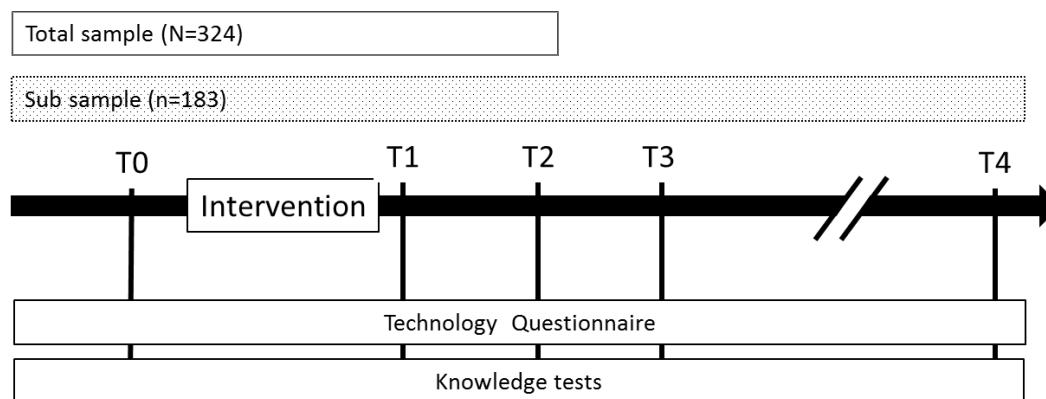 Total sample (N=324)
Sub sample (n=183)
T0 T1 T2 T3 T4
Intervention
Technology Questionnaire
Knowledge tests